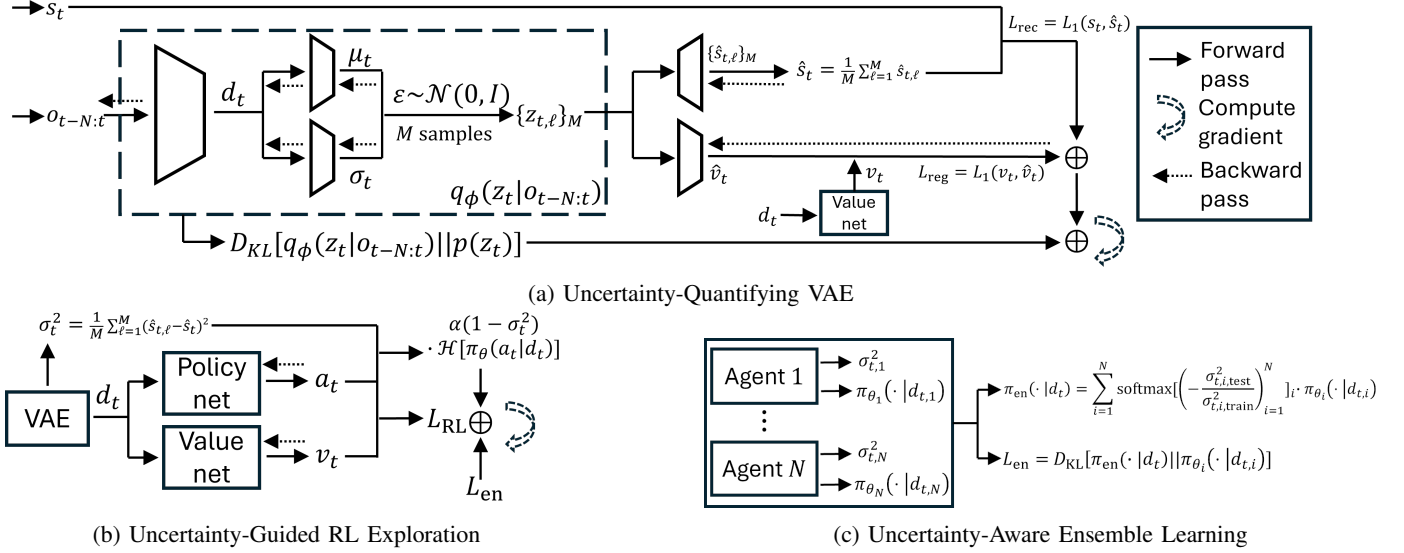 s_t
L_rec = L_1(s_t, ŝ_t)
o_{t−N:t}
d_t
μ_t
σ_t
ε~𝒩(0, I)
M samples
{z_{t,ℓ}}_M
q_ϕ(z_t|o_{t−N:t})
{ŝ_{t,ℓ}}_M
ŝ_t = 1/M ∑_{ℓ=1}^M ŝ_{t,ℓ}
v̂_t
L_reg = L_1(v_t, v̂_t)
v_t
d_t
Value
net
⊕
⊕
D_KL[q_ϕ(z_t|o_{t−N:t})||p(z_t)]
Forward
pass
Compute
gradient
Backward
pass
(a) Uncertainty-Quantifying VAE
σ_t^2 = 1/M ∑_{ℓ=1}^M (ŝ_{t,ℓ}−ŝ_t)^2
VAE
d_t
Policy
net
a_t
Value
net
v_t
α(1 − σ_t^2)
· ℋ[π_θ(a_t|d_t)]
L_RL ⊕
L_en
(b) Uncertainty-Guided RL Exploration
Agent 1
σ_{t,1}^2
π_{θ_1}(· |d_{t,1})
⋮
Agent N
σ_{t,N}^2
π_{θ_N}(· |d_{t,N})
π_en(· |d_t) = ∑_{i=1}^N softmax[(−σ_{t,i,test}^2/σ_{t,i,train}^2)_{i=1}^N]_i · π_{θ_i}(· |d_{t,i})
L_en = D_KL[π_en(· |d_t)||π_{θ_i}(· |d_{t,i})]
(c) Uncertainty-Aware Ensemble Learning